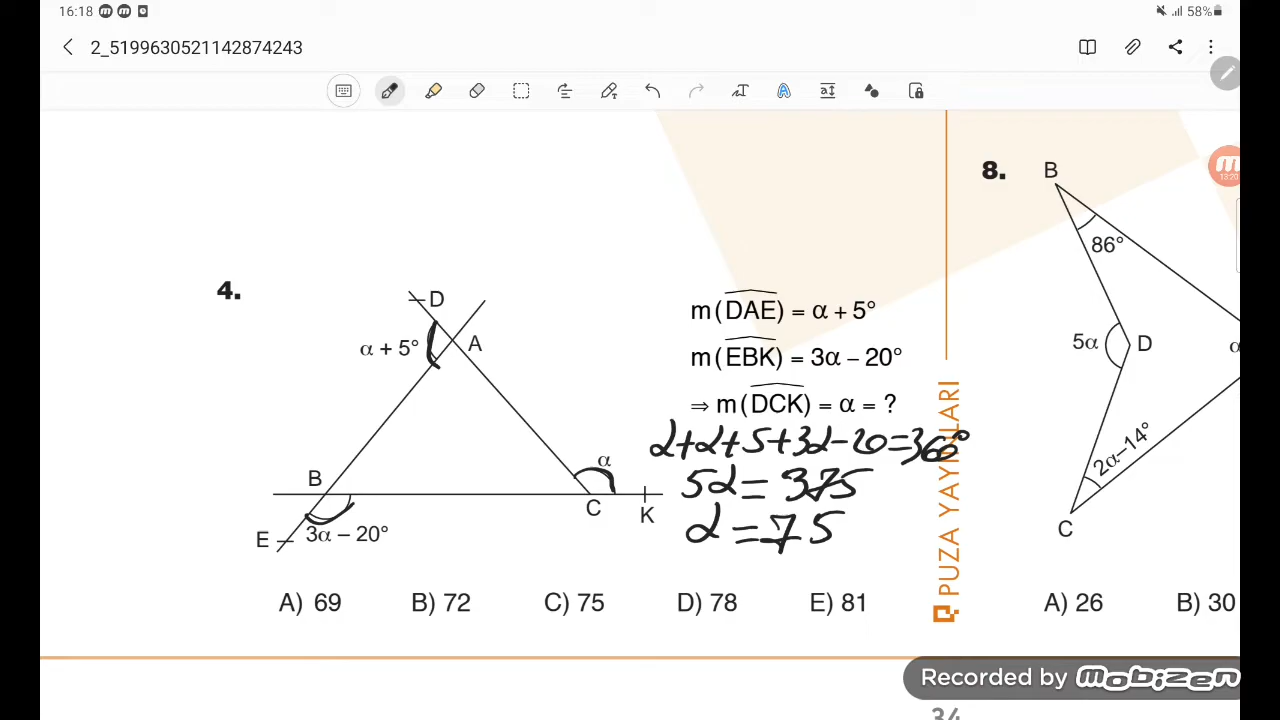 16:18
58%
2_5199630521142874243
4.
D
α + 5°
A
B
α
C
K
E
3α – 20°
m(DAE) = α + 5°
m(EBK) = 3α – 20°
⇒ m(DCK) = α = ?
α+α+5+3α-20=360°
5α=375
α=75
A) 69 B) 72 C) 75 D) 78 E) 81
PUZA YAYINLARI
8.
B
86°
5α
D
α
2α–14°
C
A) 26 B) 30
13:20
Recorded by MOBIZEN
34